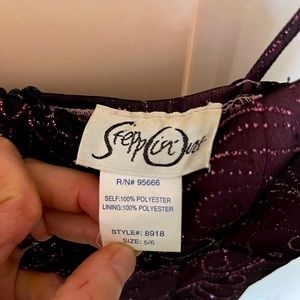 Steppin Out
R/N# 95666
SELF:100% POLYESTER
LINING:100% POLYESTER
STYLE#: 8918
SIZE: 5/6